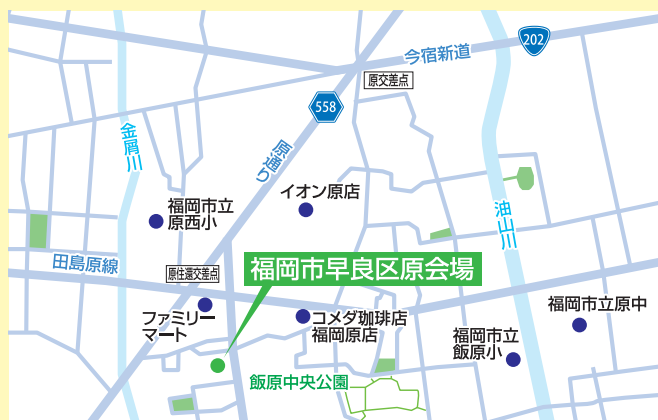 202
今宿新道
原交差点
558
原通り
金屑川
イオン原店
福岡市立
原西小
油山川
田島原線
原住還交差点
福岡市早良区原会場
ファミリー
マート
コメダ珈琲店
福岡原店
福岡市立原中
福岡市立
飯原小
飯原中央公園